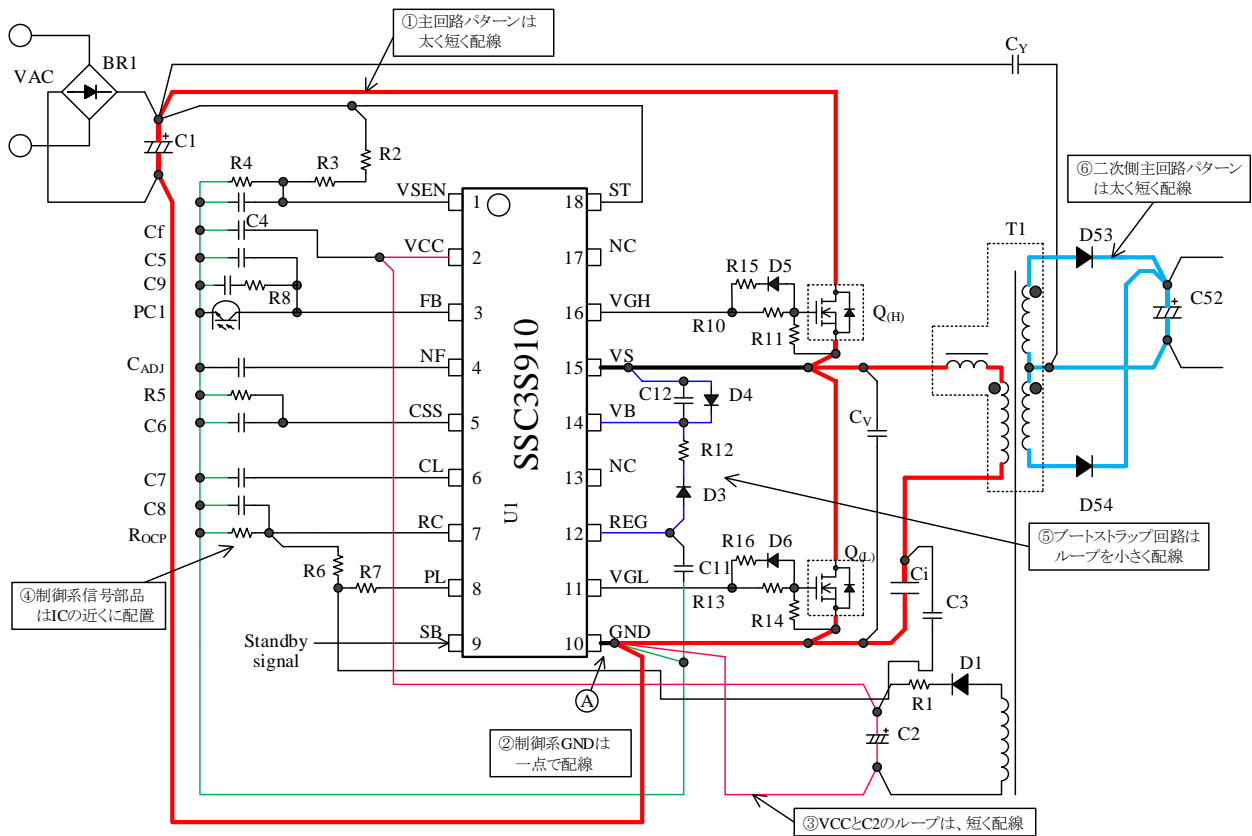 ①主回路パターンは
太く短く配線
CY
VAC
BR1
C1
R4
R3
R2
VSEN
1
18
ST
C4
Cf
VCC
2
17
NC
C5
C9
R8
PC1
FB
3
16
VGH
R15
D5
R10
R11
Q(H)
CADJ
NF
4
15
VS
R5
C6
CSS
5
14
VB
C12
D4
CV
R12
C7
CL
6
13
NC
D3
C8
ROCP
RC
7
12
REG
R6
R7
PL
8
11
VGL
C11
R16
D6
R13
R14
Q(L)
Standby
signal
SB
9
10
GND
SSC3S910
U1
A
T1
D53
D54
C52
⑥二次側主回路パターン
は太く短く配線
⑤ブートストラップ回路は
ループを小さく配線
④制御系信号部品
はICの近くに配置
Ci
C3
D1
R1
C2
②制御系GNDは
一点で配線
③VCCとC2のループは、短く配線